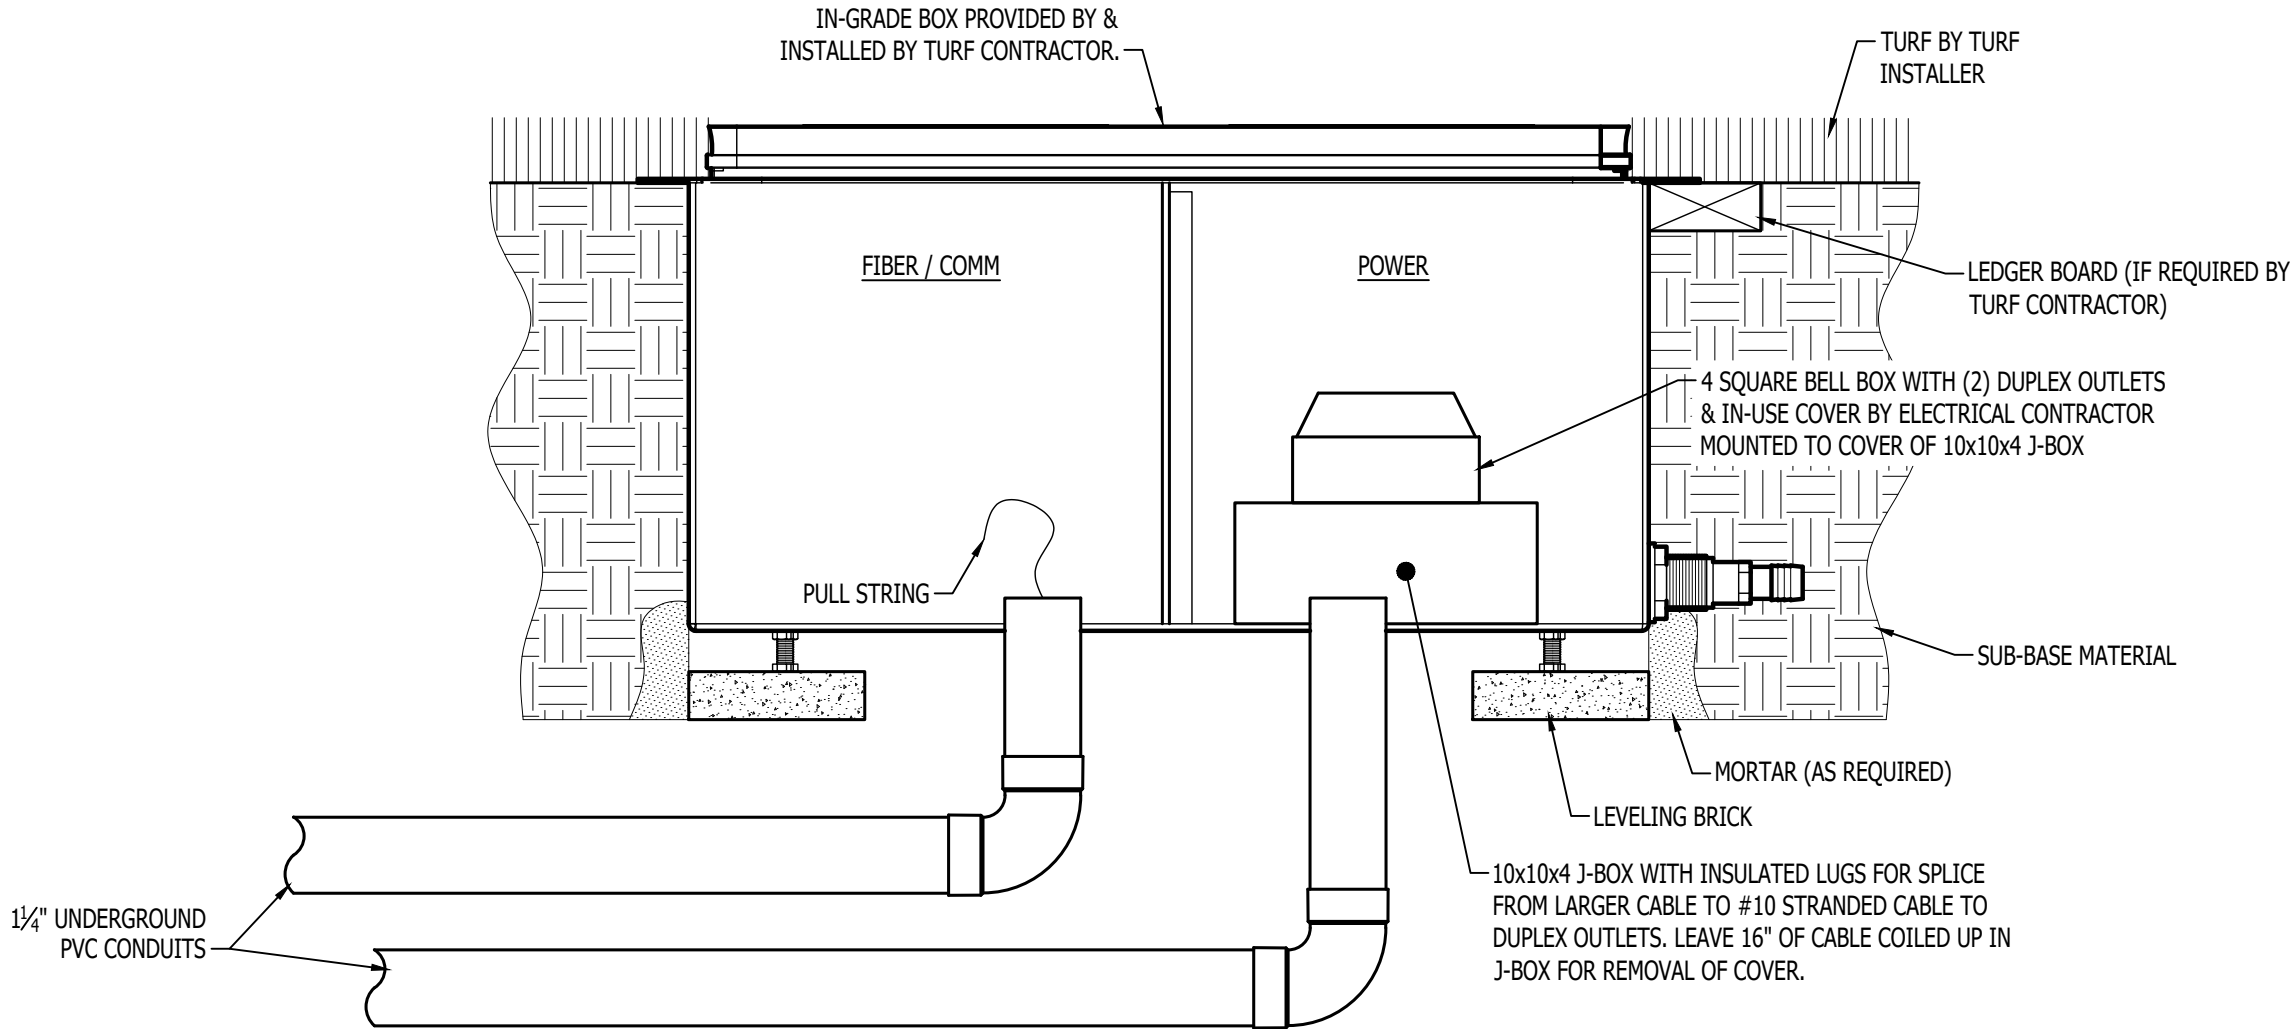 IN-GRADE BOX PROVIDED BY &
INSTALLED BY TURF CONTRACTOR.
TURF BY TURF
INSTALLER
FIBER / COMM
POWER
LEDGER BOARD (IF REQUIRED BY
TURF CONTRACTOR)
4 SQUARE BELL BOX WITH (2) DUPLEX OUTLETS
& IN-USE COVER BY ELECTRICAL CONTRACTOR
MOUNTED TO COVER OF 10x10x4 J-BOX
PULL STRING
SUB-BASE MATERIAL
MORTAR (AS REQUIRED)
LEVELING BRICK
10x10x4 J-BOX WITH INSULATED LUGS FOR SPLICE
FROM LARGER CABLE TO #10 STRANDED CABLE TO
DUPLEX OUTLETS. LEAVE 16" OF CABLE COILED UP IN
J-BOX FOR REMOVAL OF COVER.
1¼" UNDERGROUND
PVC CONDUITS